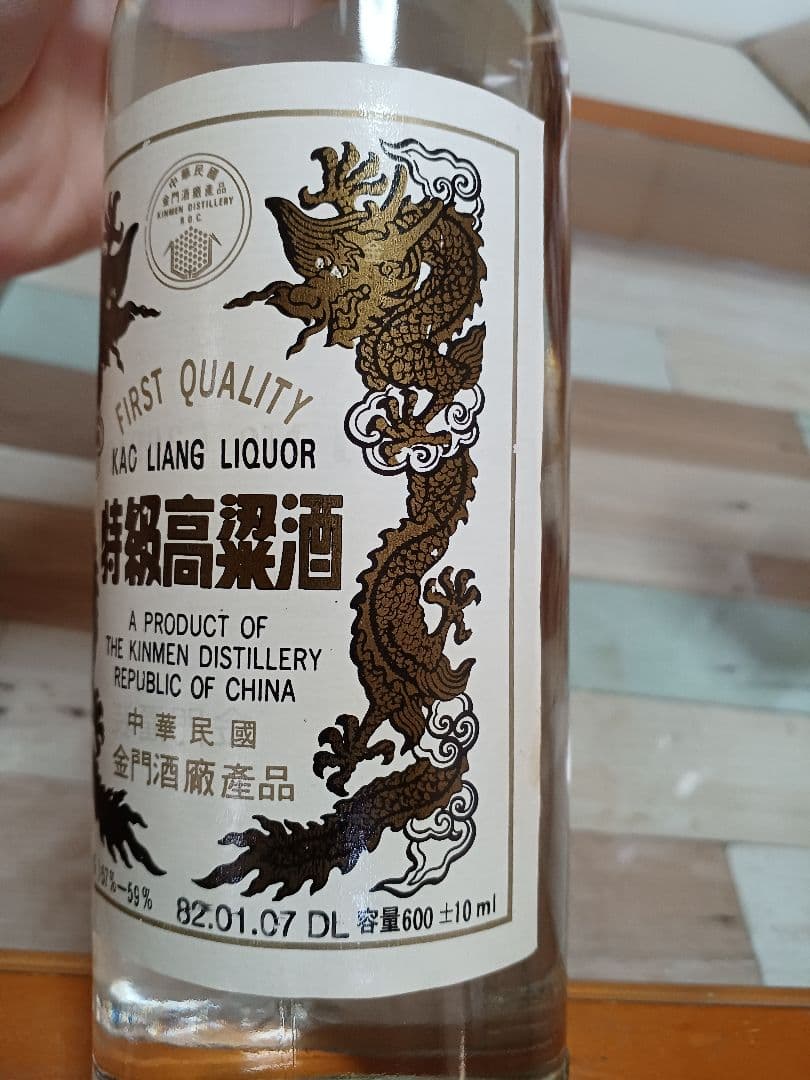 中華民國
金門酒廠產品
KINMEN DISTILLERY
R.O.C.
FIRST QUALITY
KAO LIANG LIQUOR
特級高粱酒
A PRODUCT OF
THE KINMEN DISTILLERY
REPUBLIC OF CHINA
中華民國
金門酒廠產品
57%-59%
82.01.07 DL
容量600±10ml